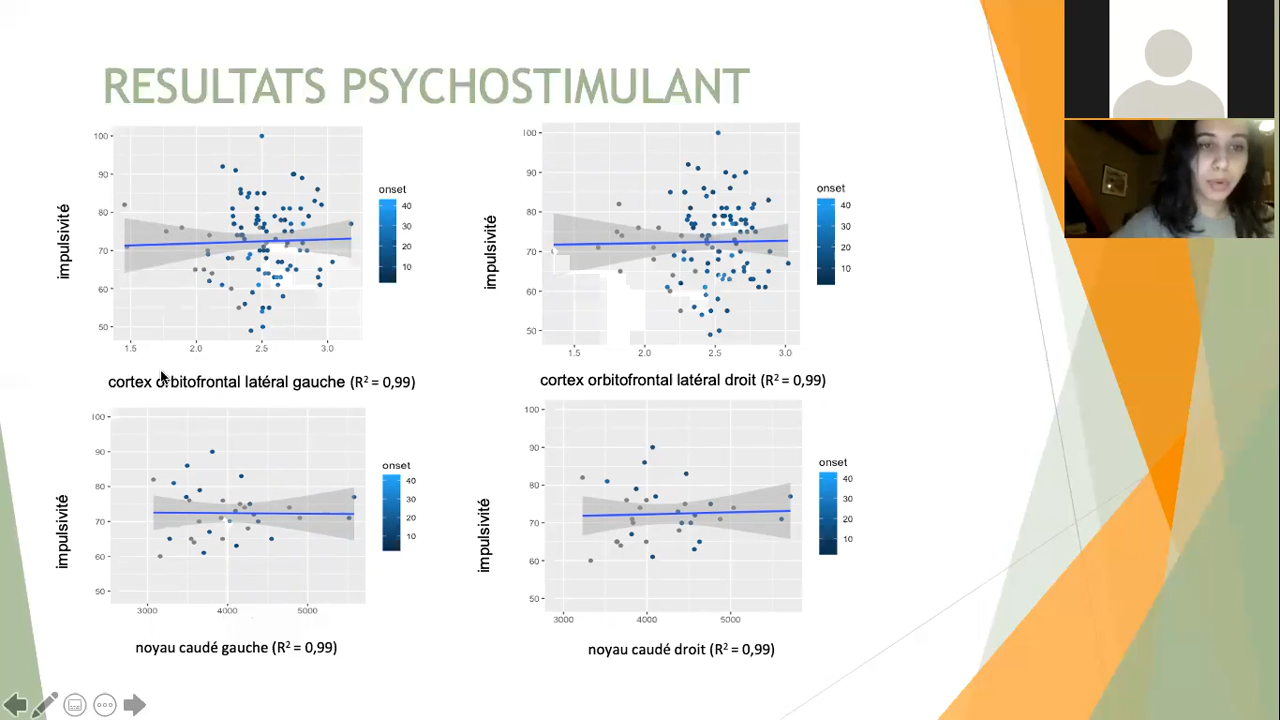 RESULTATS PSYCHOSTIMULANT
impulsivité
100
90
80
70
60
50
1.5 2.0 2.5 3.0
onset
40
30
20
10
cortex orbitofrontal latéral gauche (R² = 0,99)
impulsivité
100
90
80
70
60
50
1.5 2.0 2.5 3.0
onset
40
30
20
10
cortex orbitofrontal latéral droit (R² = 0,99)
impulsivité
100
90
80
70
60
50
3000 4000 5000
onset
40
30
20
10
noyau caudé gauche (R² = 0,99)
impulsivité
100
90
80
70
60
50
3000 4000 5000
onset
40
30
20
10
noyau caudé droit (R² = 0,99)